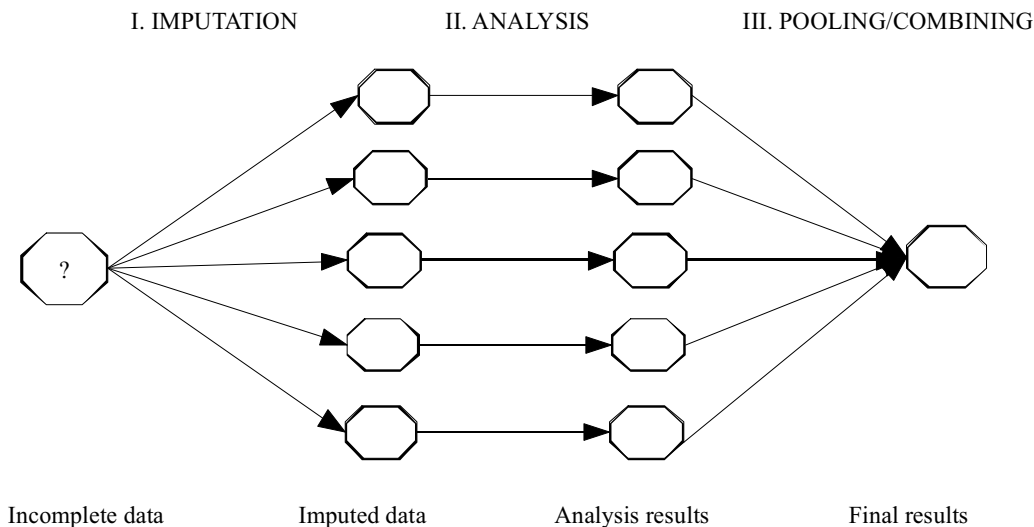 I. IMPUTATION
II. ANALYSIS
III. POOLING/COMBINING
?
Incomplete data
Imputed data
Analysis results
Final results